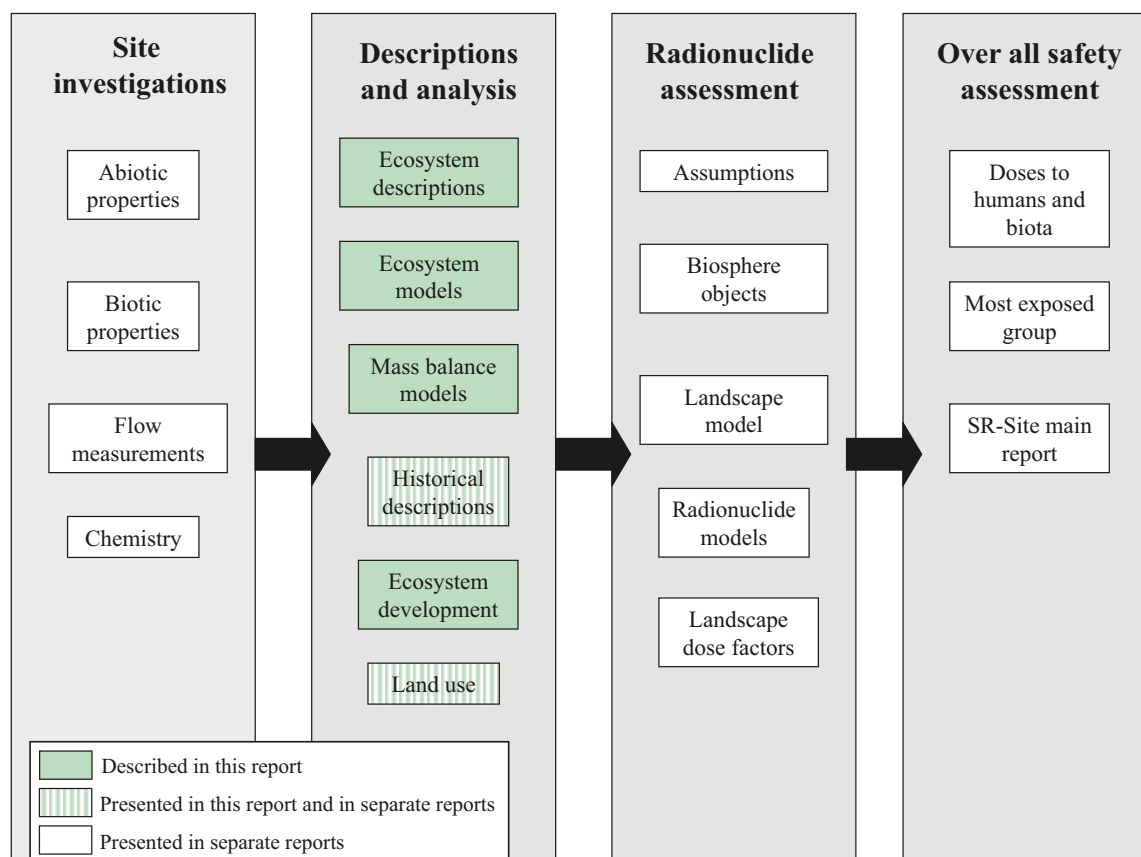 Site
investigations
Abiotic
properties
Biotic
properties
Flow
measurements
Chemistry
Descriptions
and analysis
Ecosystem
descriptions
Ecosystem
models
Mass balance
models
Historical
descriptions
Ecosystem
development
Land use
Radionuclide
assessment
Assumptions
Biosphere
objects
Landscape
model
Radionuclide
models
Landscape
dose factors
Over all safety
assessment
Doses to
humans and
biota
Most exposed
group
SR-Site main
report
Described in this report
Presented in this report and in separate reports
Presented in separate reports